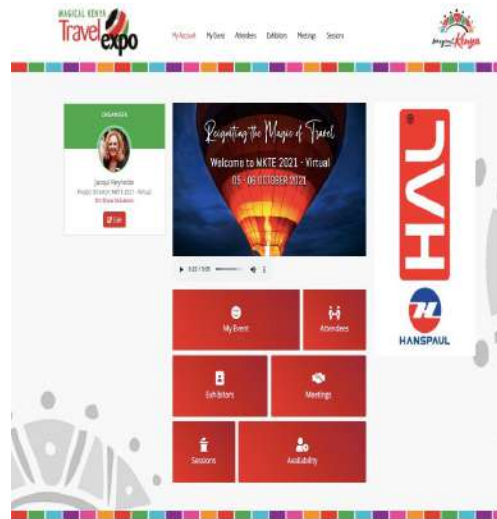 MAGICAL KENYA
Travel
expo
My Account My Event Attendees Exhibitors Meetings Sessions
Magical Kenya
ORGANISER
Reigniting the Magic of Travel
Welcome to MKTE 2021 - Virtual
05 - 06 OCTOBER 2021
Edit
HANSPAUL
My Event
Attendees
Exhibitors
Meetings
Sessions
Availability